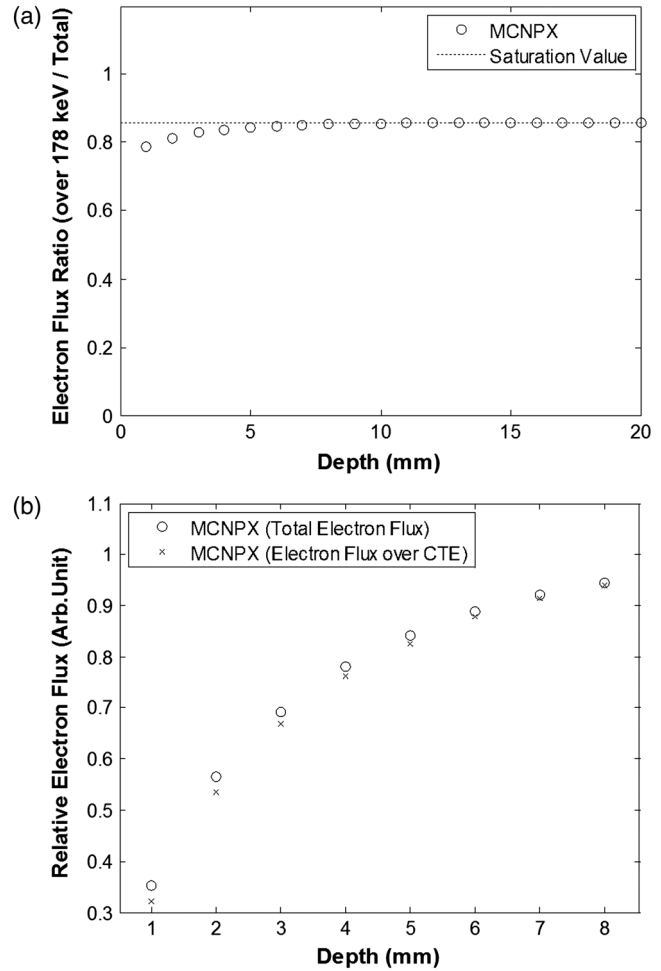 (a)
MCNPX
Saturation Value
1
0.8
0.6
0.4
0.2
0
0 5 10 15 20
Electron Flux Ratio (over 178 keV / Total)
Depth (mm)
(b)
1.1
1
0.9
0.8
0.7
0.6
0.5
0.4
0.3
MCNPX (Total Electron Flux)
MCNPX (Electron Flux over CTE)
Relative Electron Flux (Arb.Unit)
1 2 3 4 5 6 7 8
Depth (mm)